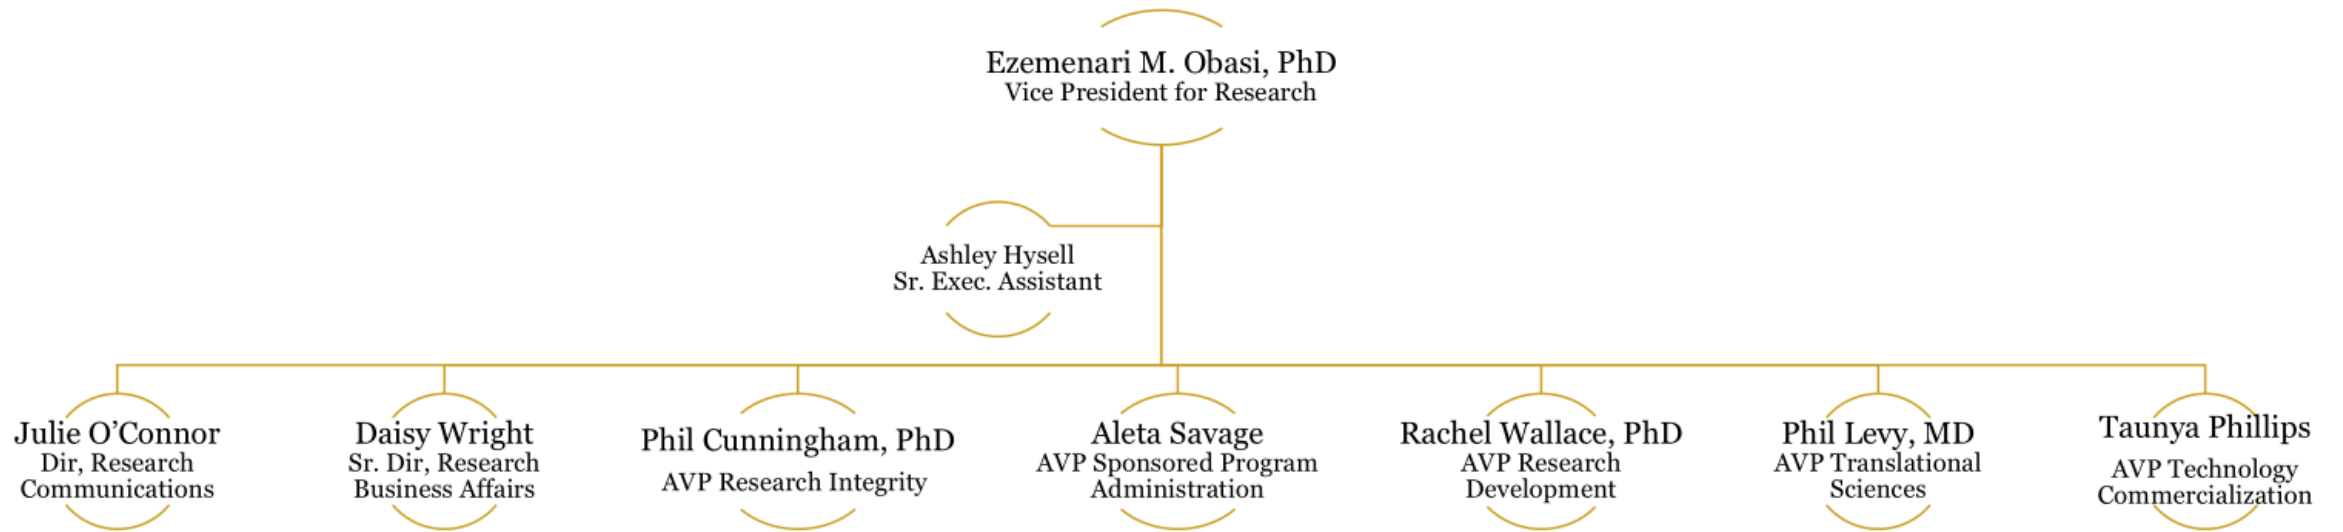 Ezemenari M. Obasi, PhD
Vice President for Research
Ashley Hysell
Sr. Exec. Assistant
Julie O’Connor
Dir, Research
Communications
Daisy Wright
Sr. Dir, Research
Business Affairs
Phil Cunningham, PhD
AVP Research Integrity
Aleta Savage
AVP Sponsored Program
Administration
Rachel Wallace, PhD
AVP Research
Development
Phil Levy, MD
AVP Translational
Sciences
Taunya Phillips
AVP Technology
Commercialization